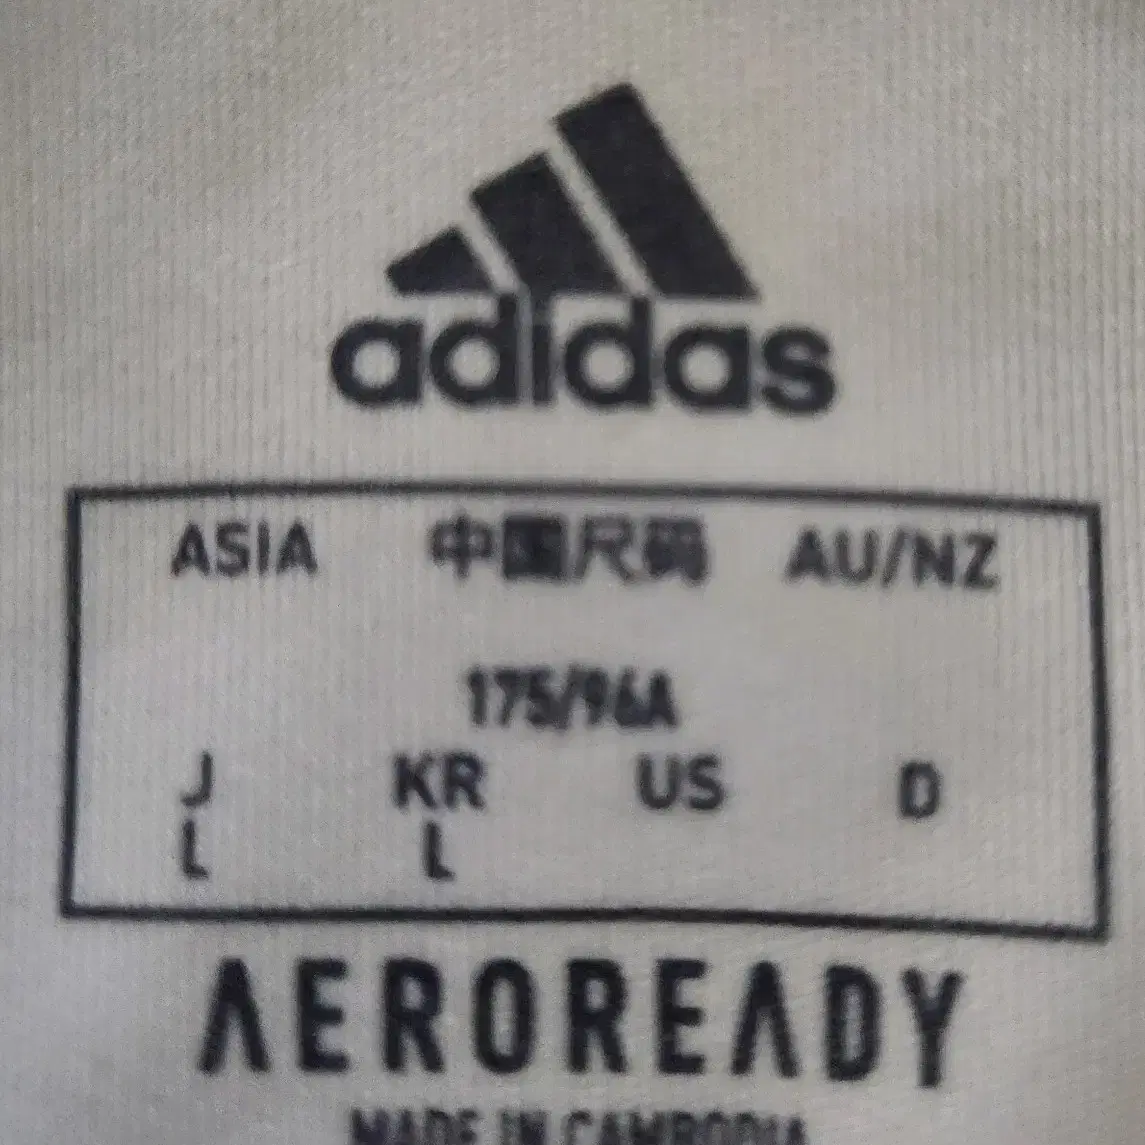 adidas
ASIA 中国尺码 AU/NZ
175/96A
J KR US D
L L
AEROREADY
MADE IN CAMBODIA